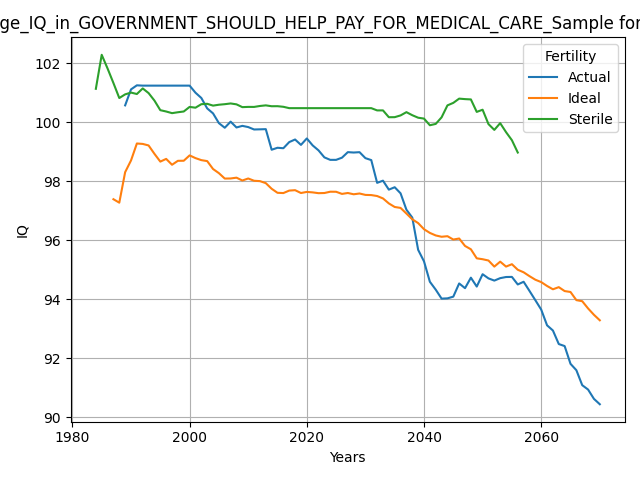 ge_IQ_in_GOVERNMENT_SHOULD_HELP_PAY_FOR_MEDICAL_CARE_Sample for
Fertility
Actual
Ideal
Sterile
IQ
102
100
98
96
94
92
90
1980 2000 2020 2040 2060
Years